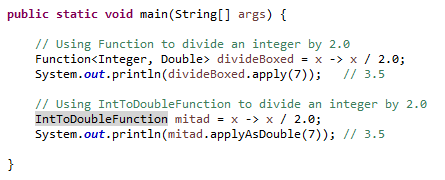 public static void main(String[] args) {
// Using Function to divide an integer by 2.0
Function<Integer, Double> divideBoxed = x -> x / 2.0;
System.out.println(divideBoxed.apply(7));   // 3.5
// Using IntToDoubleFunction to divide an integer by 2.0
IntToDoubleFunction mitad = x -> x / 2.0;
System.out.println(mitad.applyAsDouble(7)); // 3.5
}